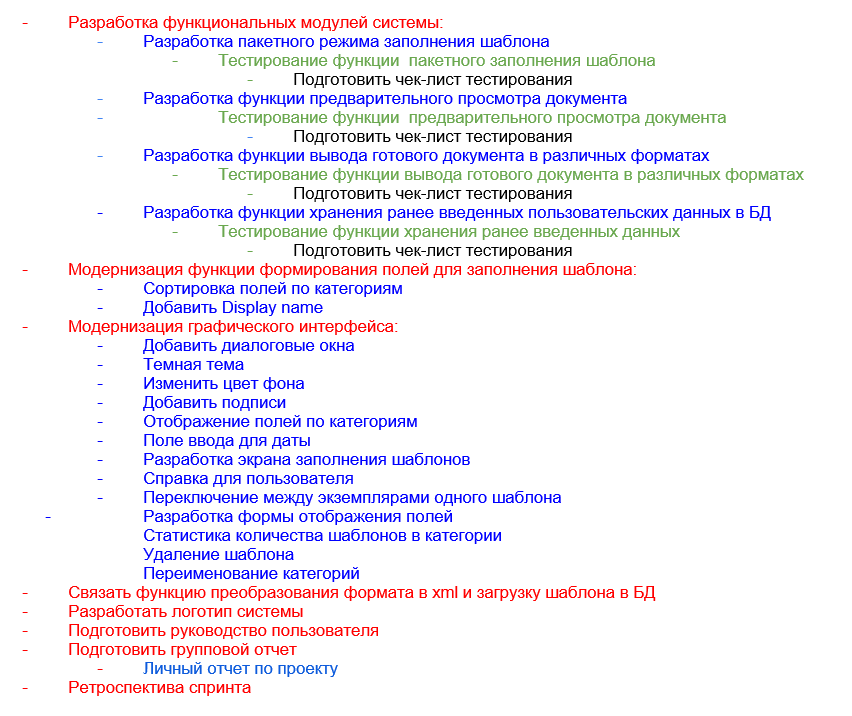 - Разработка функциональных модулей системы:
- Разработка пакетного режима заполнения шаблона
- Тестирование функции  пакетного заполнения шаблона
- Подготовить чек-лист тестирования
- Разработка функции предварительного просмотра документа
- Тестирование функции  предварительного просмотра документа
- Подготовить чек-лист тестирования
- Разработка функции вывода готового документа в различных форматах
- Тестирование функции вывода готового документа в различных форматах
- Подготовить чек-лист тестирования
- Разработка функции хранения ранее введенных пользовательских данных в БД
- Тестирование функции хранения ранее введенных данных
- Подготовить чек-лист тестирования
- Модернизация функции формирования полей для заполнения шаблона:
- Сортировка полей по категориям
- Добавить Display name
- Модернизация графического интерфейса:
- Добавить диалоговые окна
- Темная тема
- Изменить цвет фона
- Добавить подписи
- Отображение полей по категориям
- Поле ввода для даты
- Разработка экрана заполнения шаблонов
- Справка для пользователя
- Переключение между экземплярами одного шаблона
- Разработка формы отображения полей
Статистика количества шаблонов в категории
Удаление шаблона
Переименование категорий
- Связать функцию преобразования формата в xml и загрузку шаблона в БД
- Разработать логотип системы
- Подготовить руководство пользователя
- Подготовить групповой отчет
- Личный отчет по проекту
- Ретроспектива спринта